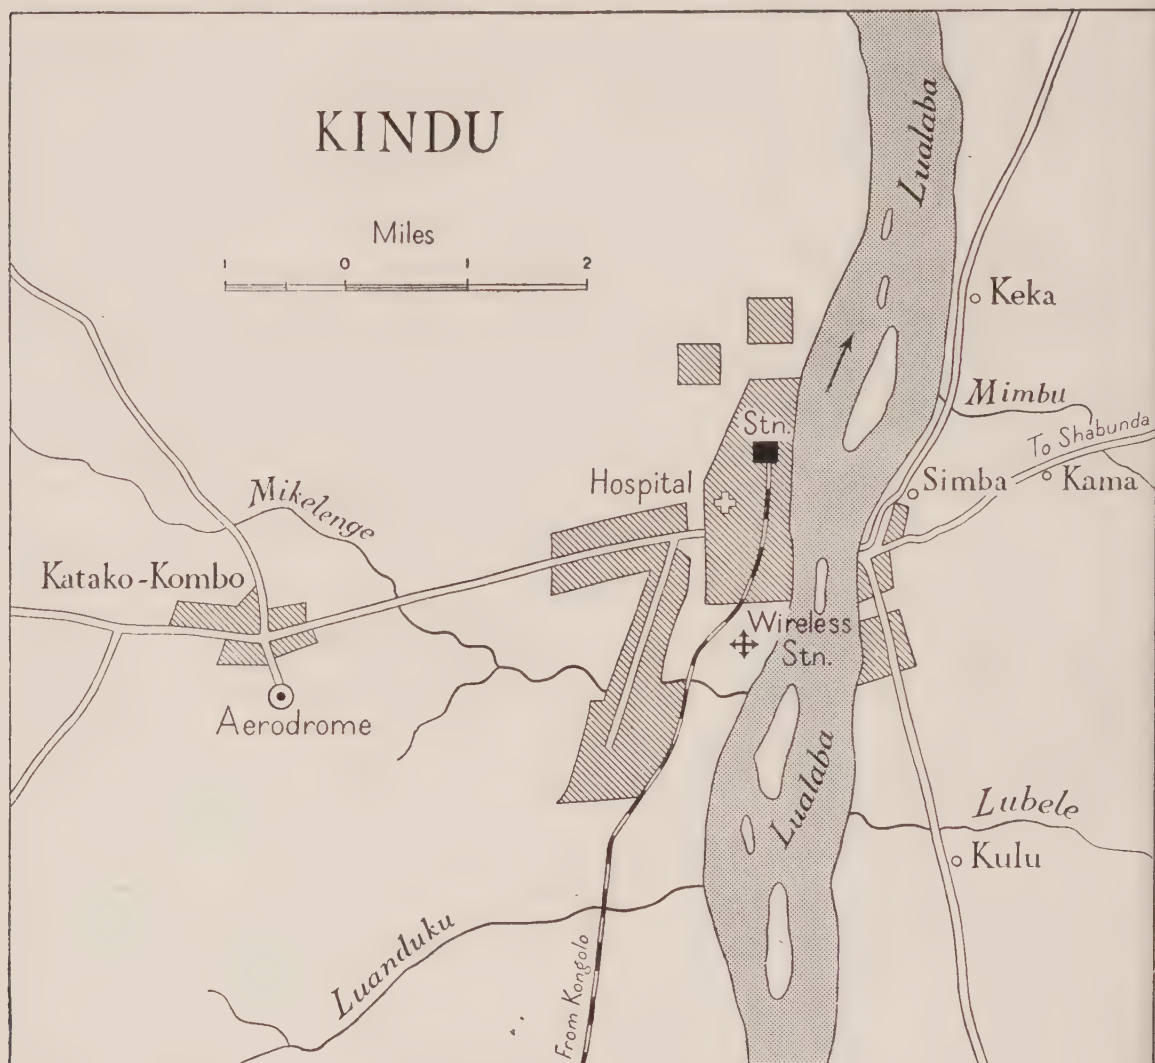 KINDU
Miles
1 0 1 2
Lualaba
Keka
Mimbu
To Shabunda
Stn.
Hospital
Simba
Kama
Mikelenge
Katako-Kombo
Wireless
Stn.
Aerodrome
Lualaba
Lubele
Kulu
Luanduku
From Kongolo